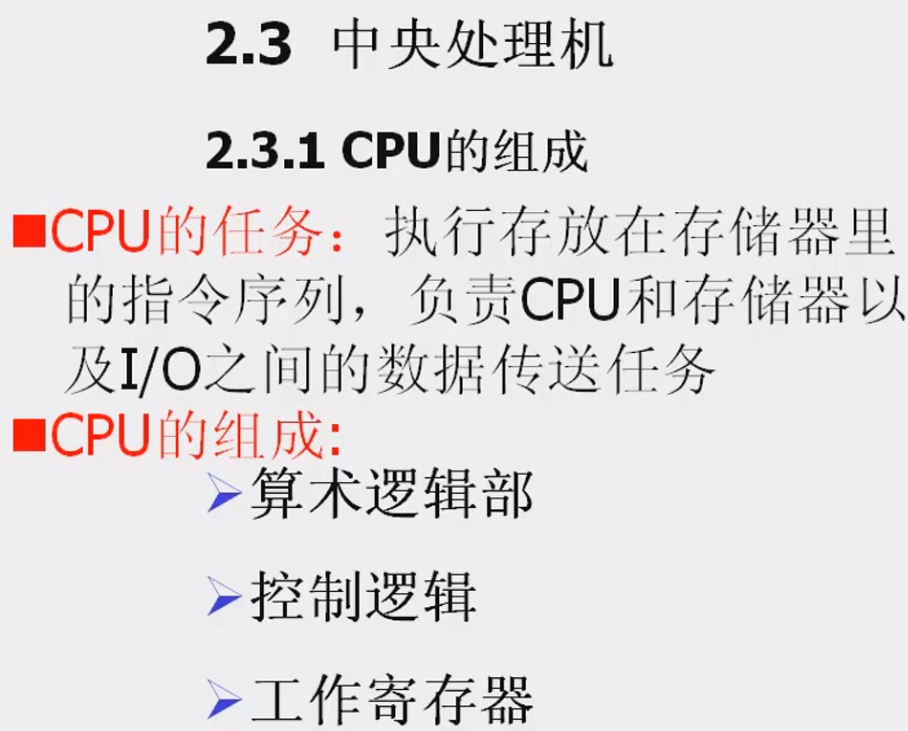 2.3 中央处理机
2.3.1 CPU的组成
■CPU的任务：执行存放在存储器里
的指令序列，负责CPU和存储器以
及I/O之间的数据传送任务
■CPU的组成:
➢算术逻辑部
➢控制逻辑
➢工作寄存器